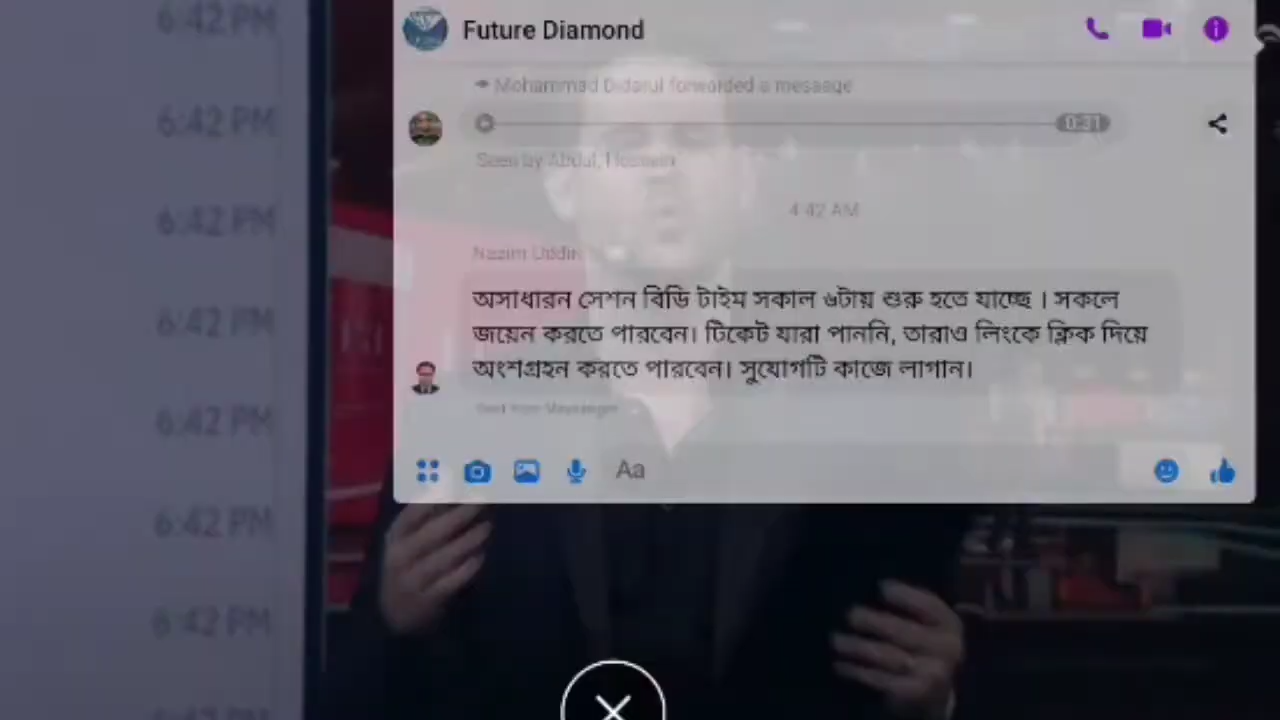 6:42 PM
6:42 PM
6:42 PM
6:42 PM
6:42 PM
6:42 PM
6:42 PM
Future Diamond
Mohammad Didarul forwarded a message
0:31
Seen by Abdul, Hossain
4:42 AM
Nazim Uddin
অসাধারন সেশন বিডি টাইম সকাল ৬টায় শুরু হতে যাচ্ছে । সকলে
জয়েন করতে পারবেন। টিকেট যারা পাননি, তারাও লিংকে ক্লিক দিয়ে
অংশগ্রহন করতে পারবেন। সুযোগটি কাজে লাগান।
Sent from Messenger
Aa